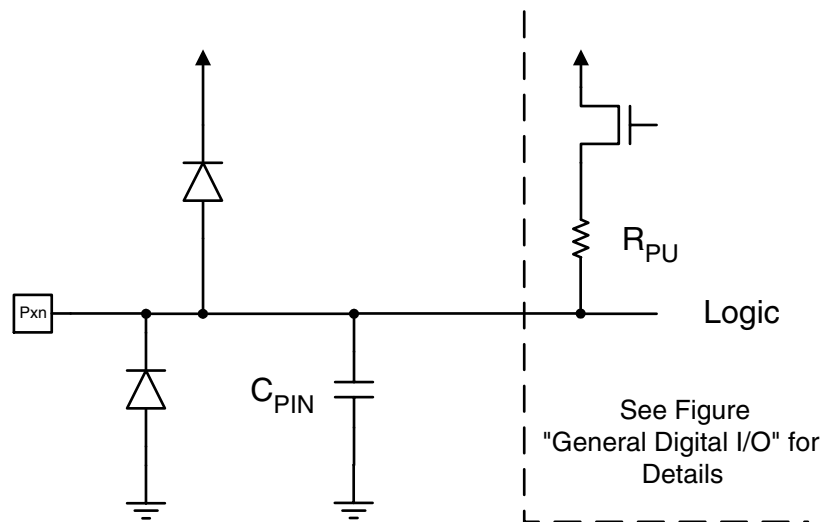 R_PU
Pxn
Logic
C_PIN
See Figure
"General Digital I/O" for
Details